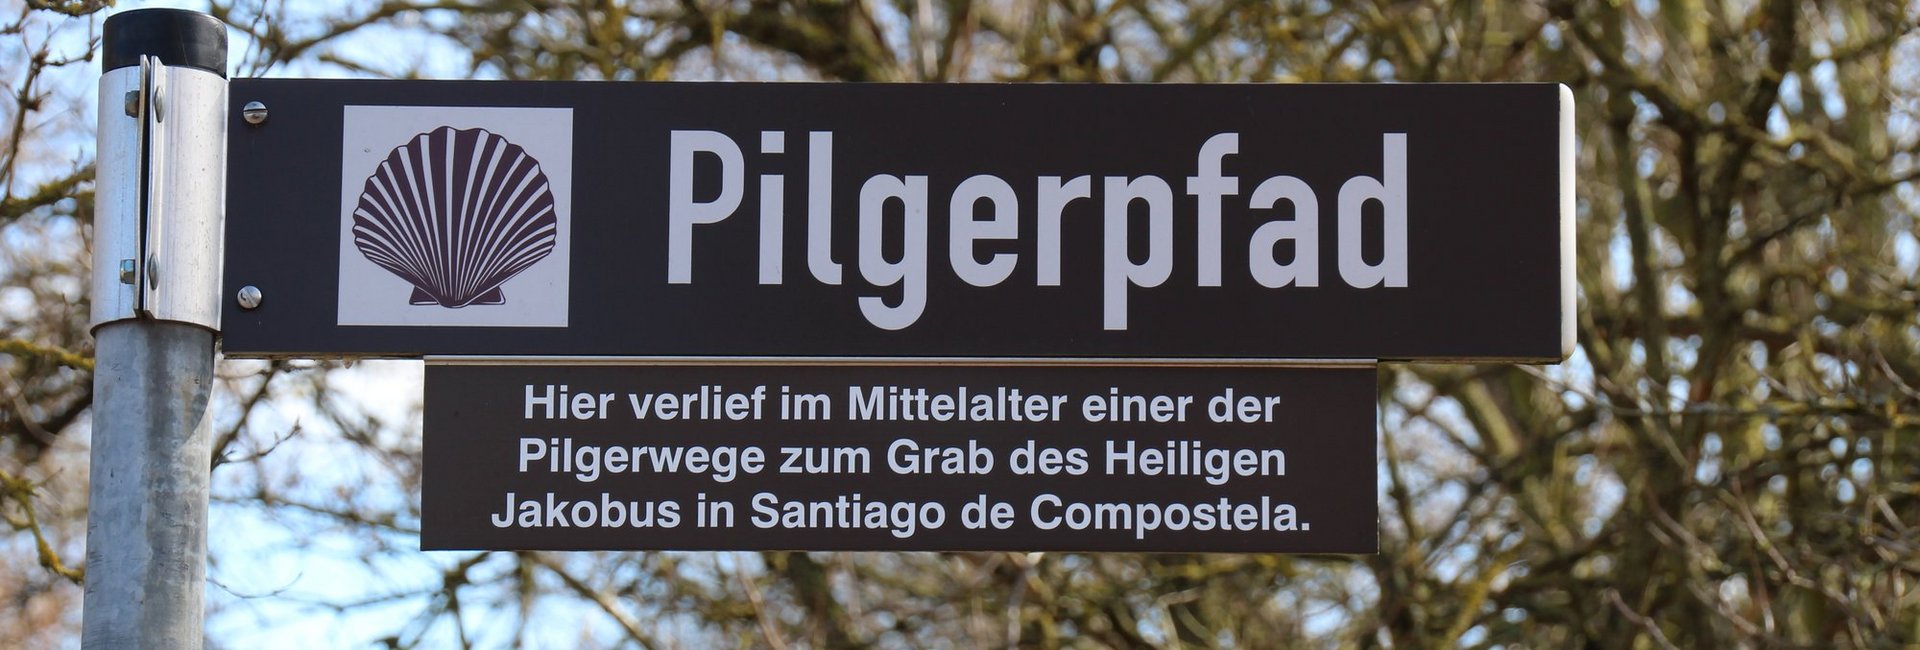 Pilgerpfad
Hier verlief im Mittelalter einer der
Pilgerwege zum Grab des Heiligen
Jakobus in Santiago de Compostela.